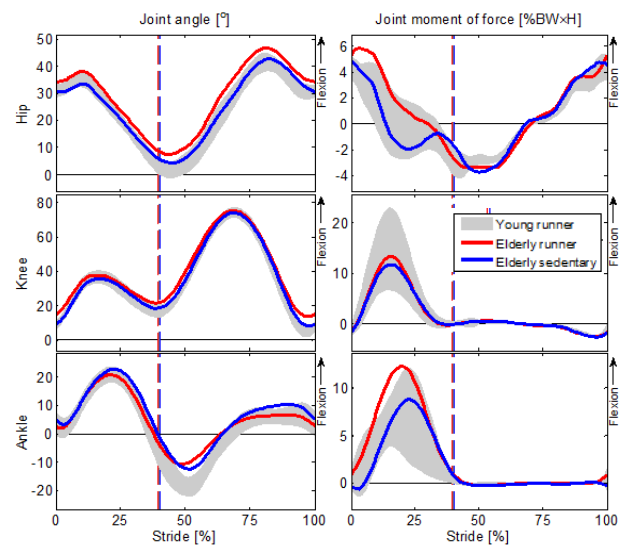 Joint angle [°]
Joint moment of force [%BW×H]
Hip
50
40
30
20
10
0
Flexion
6
4
2
0
-2
-4
Flexion
Knee
80
60
40
20
0
Flexion
20
10
0
Flexion
Young runner
Elderly runner
Elderly sedentary
Ankle
20
10
0
-10
-20
Flexion
10
5
0
Flexion
0
25
50
75
100
Stride [%]
0
25
50
75
100
Stride [%]